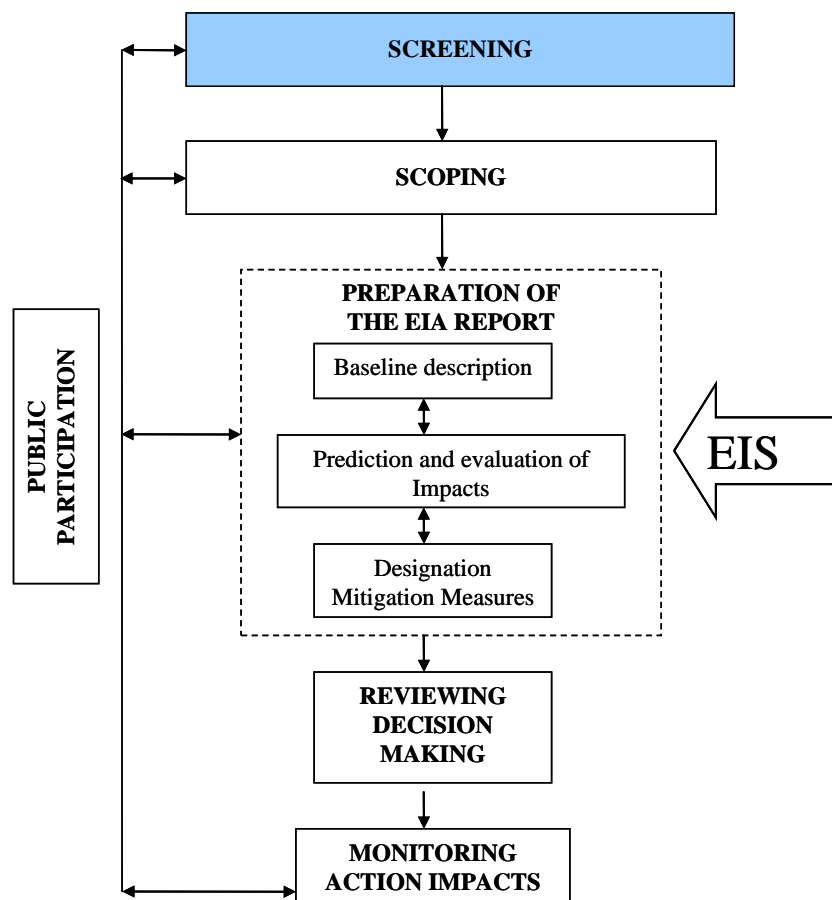 SCREENING
SCOPING
PREPARATION OF
THE EIA REPORT
Baseline description
PUBLIC
PARTICIPATION
Prediction and evaluation of
Impacts
EIS
Designation
Mitigation Measures
REVIEWING
DECISION
MAKING
MONITORING
ACTION IMPACTS